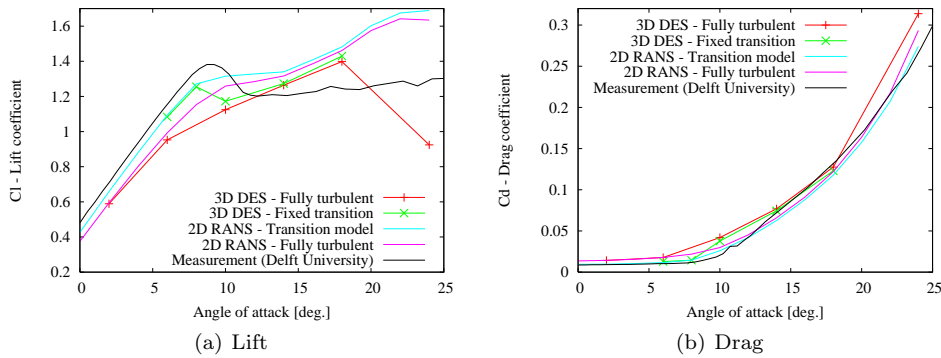 1.6
1.4
1.2
1
0.8
0.6
0.4
0.2
Cl - Lift coefficient
3D DES - Fully turbulent
3D DES - Fixed transition
2D RANS - Transition model
2D RANS - Fully turbulent
Measurement (Delft University)
0 5 10 15 20 25
Angle of attack [deg.]
(a) Lift
0.3
0.25
0.2
0.15
0.1
0.05
0
Cd - Drag coefficient
3D DES - Fully turbulent
3D DES - Fixed transition
2D RANS - Transition model
2D RANS - Fully turbulent
Measurement (Delft University)
0 5 10 15 20 25
Angle of attack [deg.]
(b) Drag